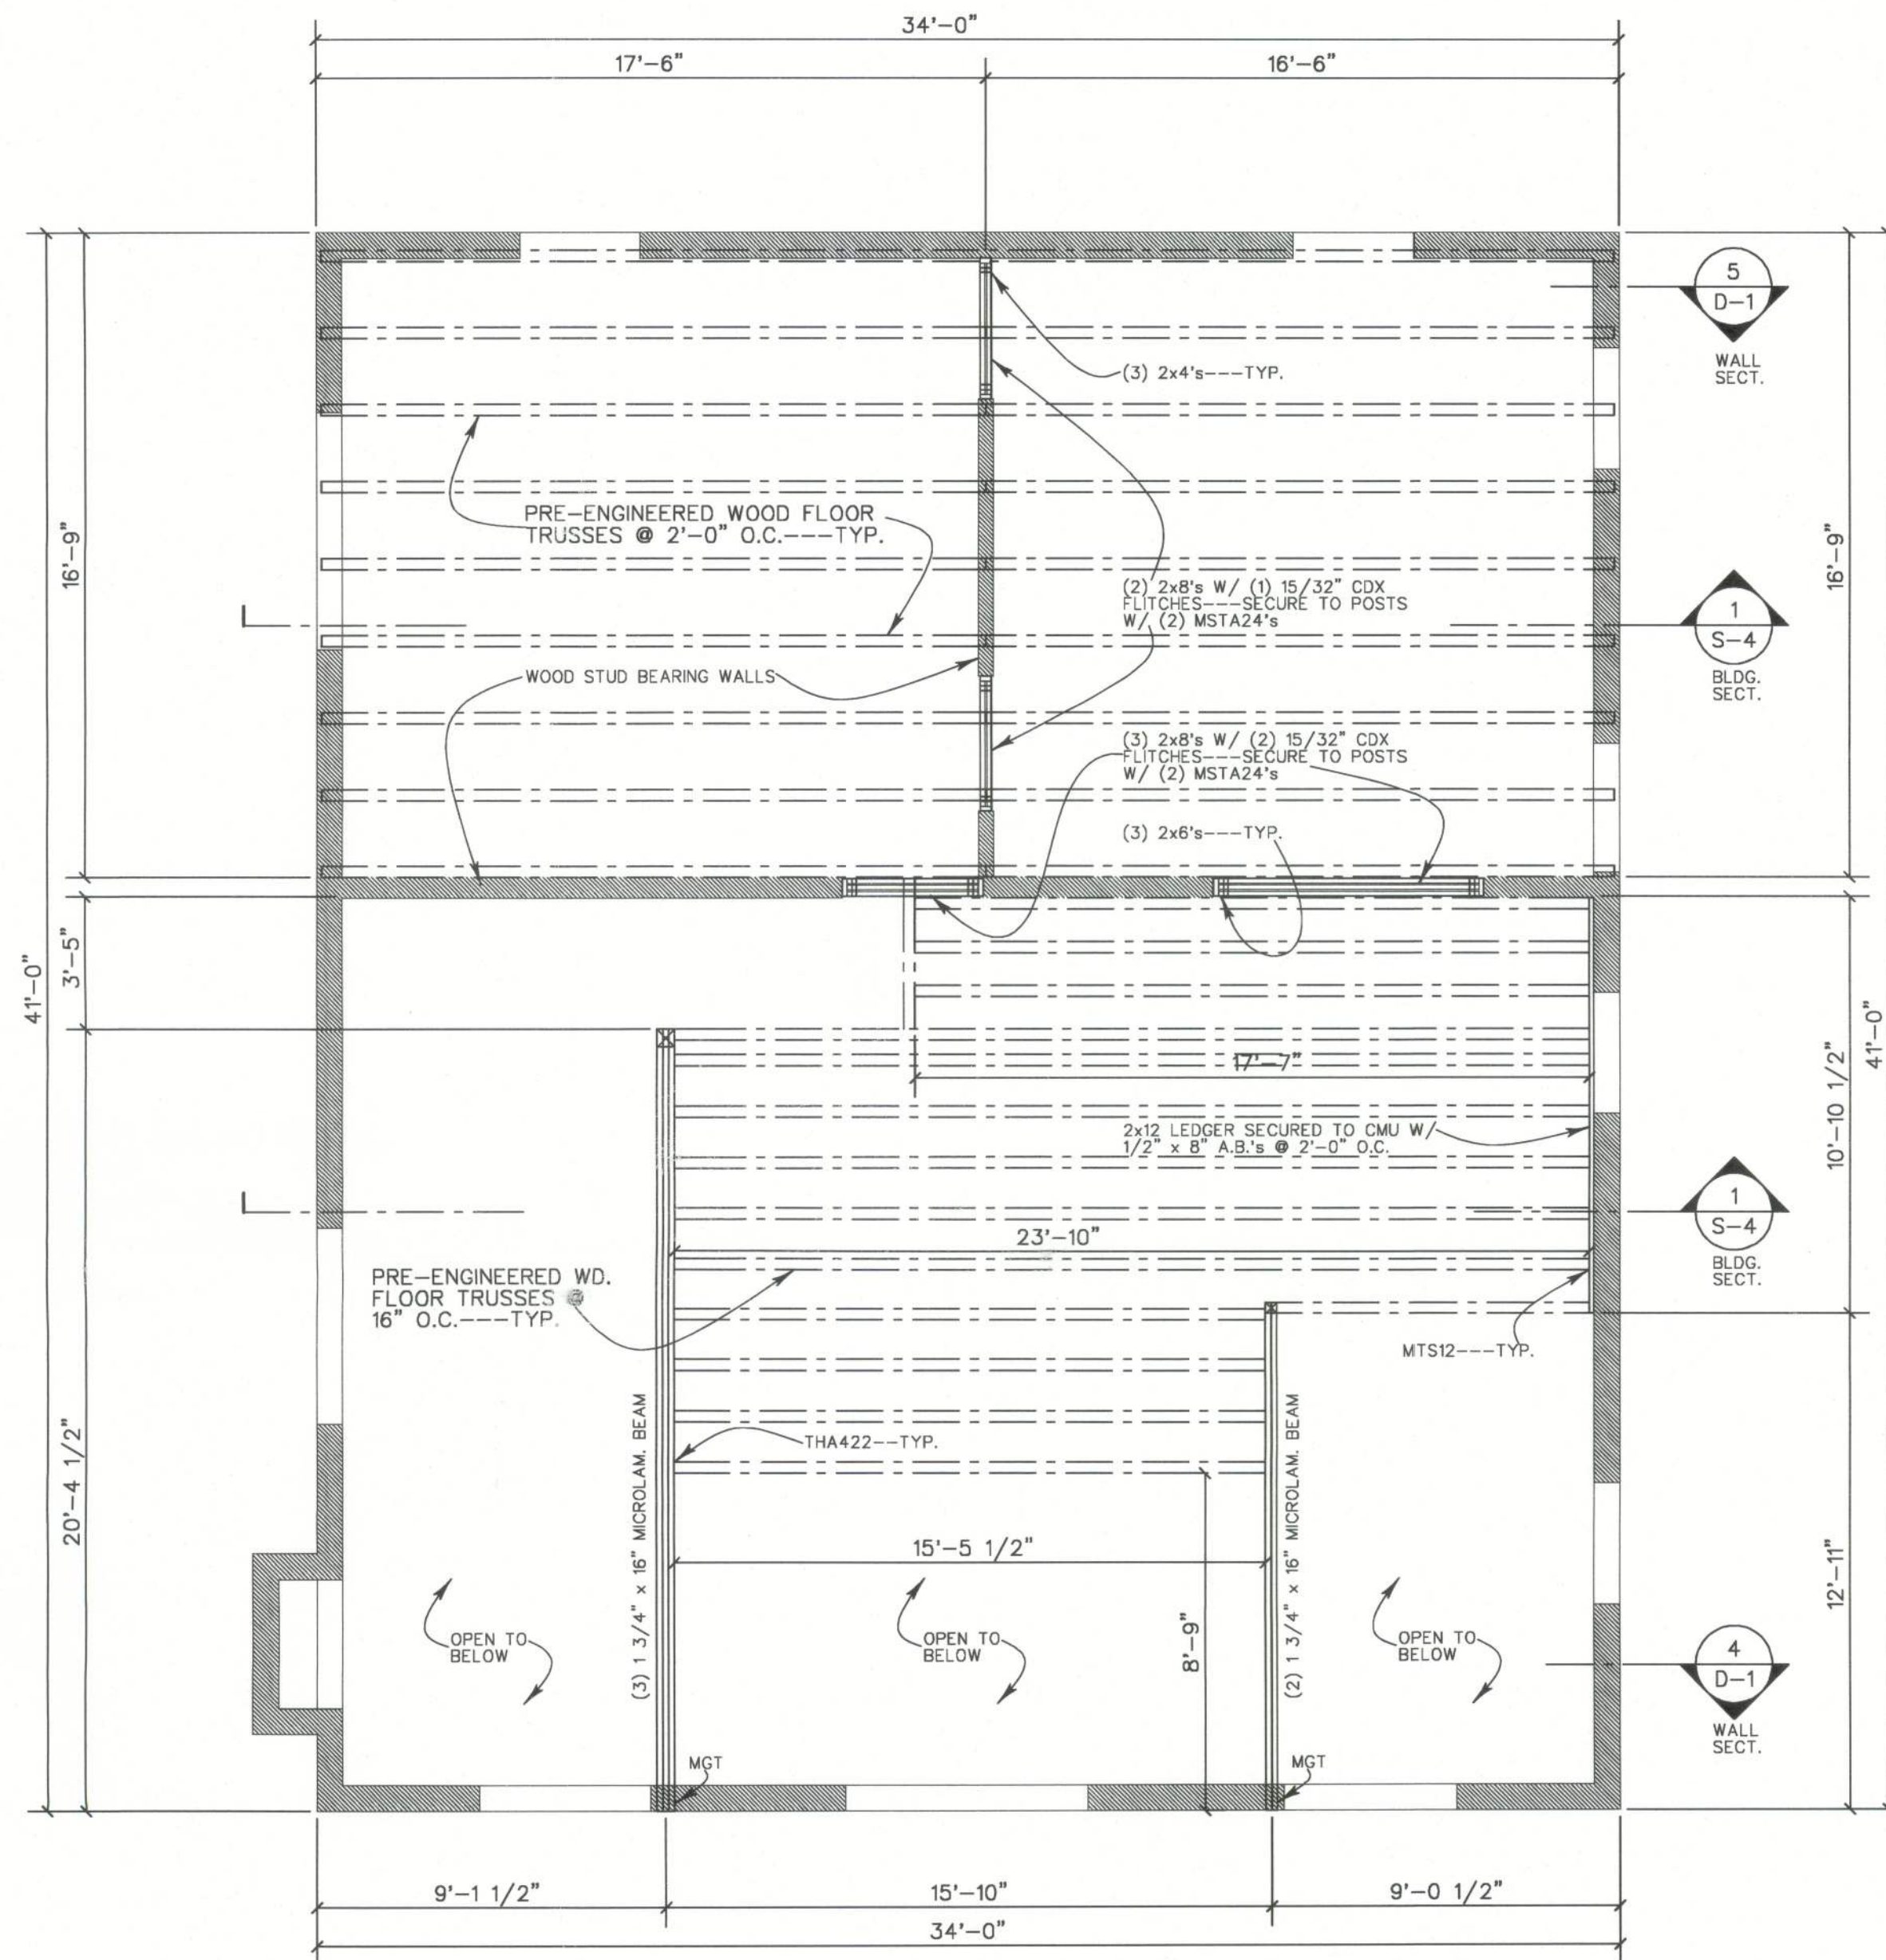 34'-0"
17'-6"
16'-6"
5
D-1
WALL
SECT.
(3) 2x4's---TYP.
PRE-ENGINEERED WOOD FLOOR
TRUSSES @ 2'-0" O.C.---TYP.
16'-9"
16'-9"
(2) 2x8's W/ (1) 15/32" CDX
FLITCHES---SECURE TO POSTS
W/ (2) MSTA24's
1
S-4
BLDG.
SECT.
WOOD STUD BEARING WALLS
(3) 2x8's W/ (2) 15/32" CDX
FLITCHES---SECURE TO POSTS
W/ (2) MSTA24's
(3) 2x6's---TYP.
3'-5"
41'-0"
41'-0"
17'-7"
10'-10 1/2"
2x12 LEDGER SECURED TO CMU W/
1/2" x 8" A.B.'s @ 2'-0" O.C.
1
S-4
BLDG.
SECT.
23'-10"
PRE-ENGINEERED WD.
FLOOR TRUSSES @
16" O.C.---TYP.
MTS12---TYP.
20'-4 1/2"
(3) 1 3/4" x 16" MICROLAM. BEAM
THA422--TYP.
(2) 1 3/4" x 16" MICROLAM. BEAM
15'-5 1/2"
8'-9"
12'-11"
OPEN TO
BELOW
OPEN TO
BELOW
OPEN TO
BELOW
4
D-1
WALL
SECT.
MGT
MGT
9'-1 1/2"
15'-10"
9'-0 1/2"
34'-0"